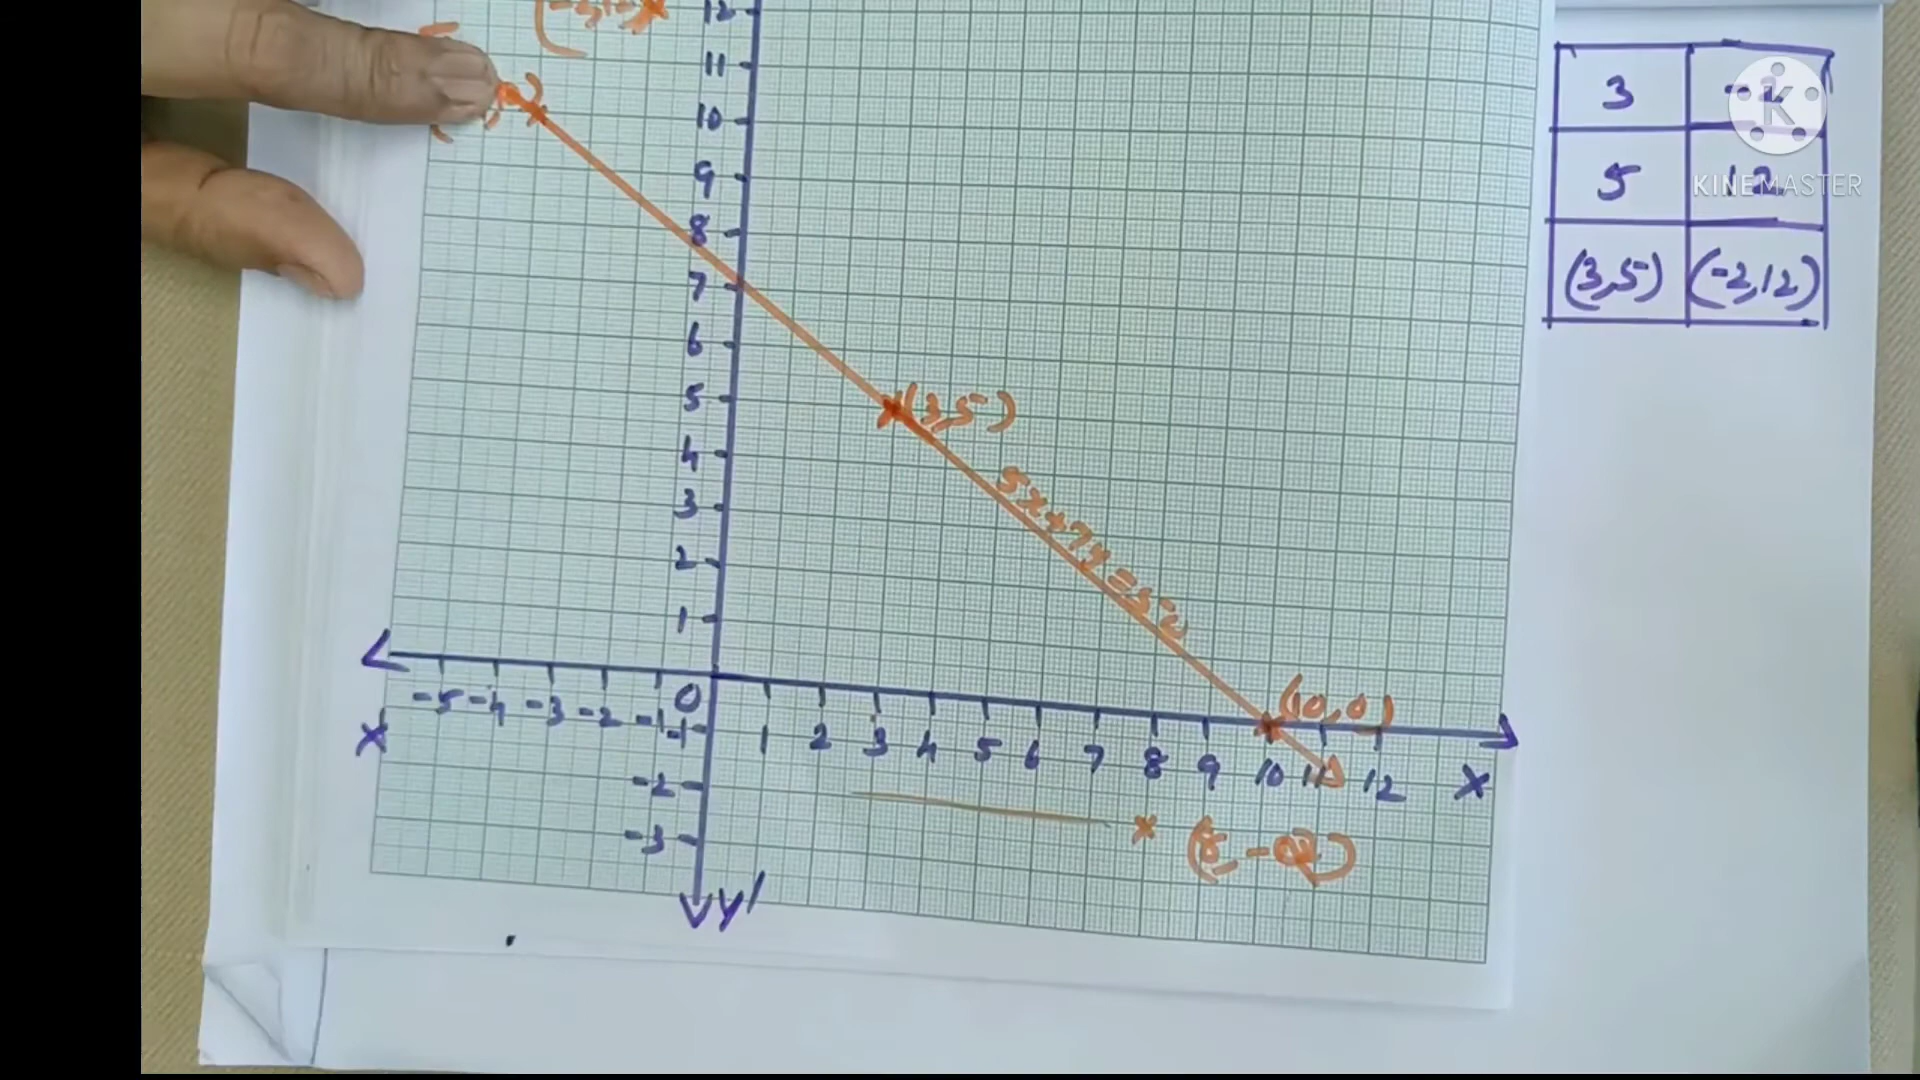 12
11
10
9
8
7
6
5
4
3
2
1
0
-1
-2
-3
-5 -4 -3 -2 -1
1 2 3 4 5 6 7 8 9 10 11 12
X
X
Y'
(3,5)
5x+7y=50
(10,0)
3
5 12
(3,5) (-2,12)
K
KINEMASTER